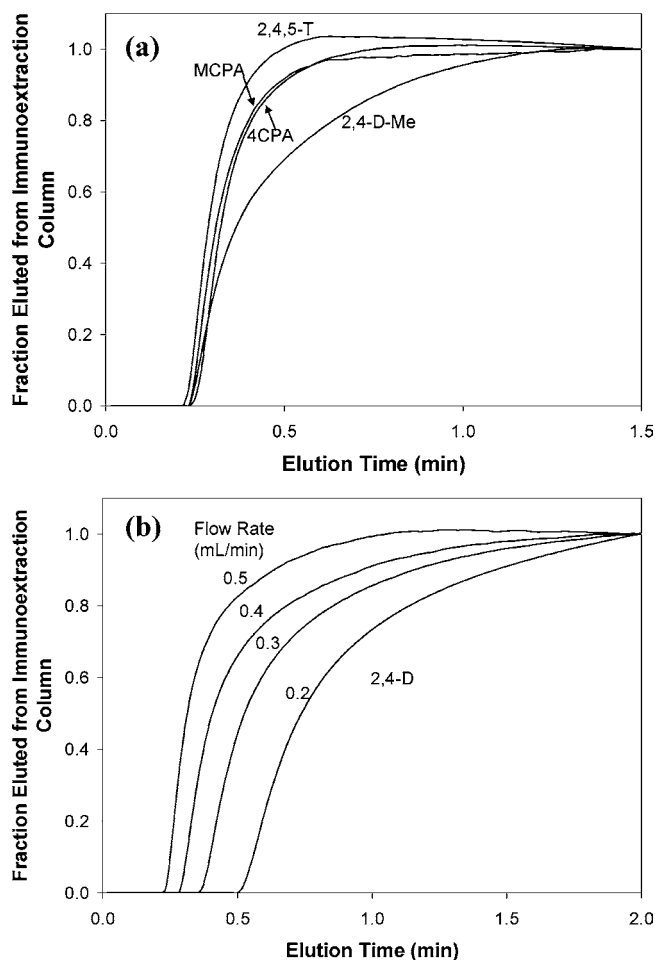 (a)
2,4,5-T
MCPA
4CPA
2,4-D-Me
1.0
0.8
0.6
0.4
0.2
0.0
Fraction Eluted from Immunoextraction
Column
0.0 0.5 1.0 1.5
Elution Time (min)
(b)
Flow Rate
(mL/min)
0.5
0.4
0.3
0.2
2,4-D
1.0
0.8
0.6
0.4
0.2
0.0
Fraction Eluted from Immunoextraction
Column
0.0 0.5 1.0 1.5 2.0
Elution Time (min)